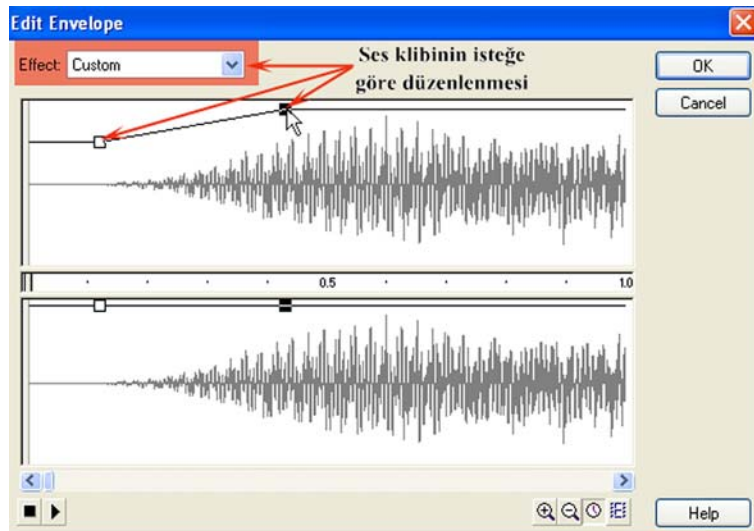 Edit Envelope
Effect: Custom
Ses klibinin isteğe
göre düzenlenmesi
OK
Cancel
0.5
1.0
Help